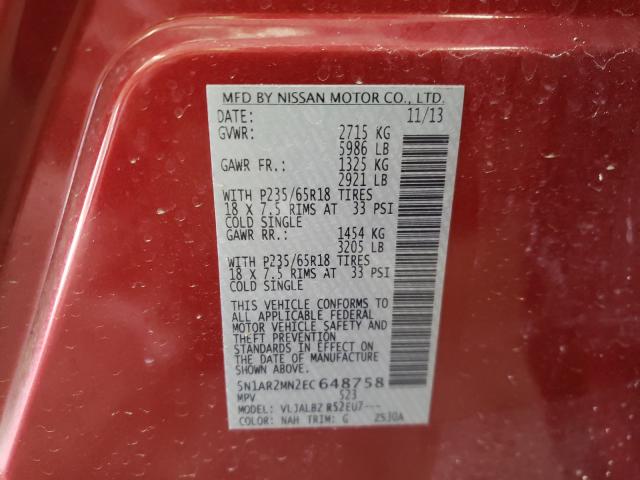 MFD BY NISSAN MOTOR CO., LTD.
DATE: 11/13
GVWR: 2715 KG
5986 LB
GAWR FR.: 1325 KG
2921 LB
WITH P235/65R18 TIRES
18 X 7.5 RIMS AT 33 PSI
COLD SINGLE
GAWR RR.: 1454 KG
3205 LB
WITH P235/65R18 TIRES
18 X 7.5 RIMS AT 33 PSI
COLD SINGLE
THIS VEHICLE CONFORMS TO
ALL APPLICABLE FEDERAL
MOTOR VEHICLE SAFETY AND
THEFT PREVENTION
STANDARDS IN EFFECT ON
THE DATE OF MANUFACTURE
SHOWN ABOVE.
5N1AR2MN2EC648758
MPV 523
MODEL: VLJALBZ R52EU7---
COLOR: NAH TRIM: G 2530A